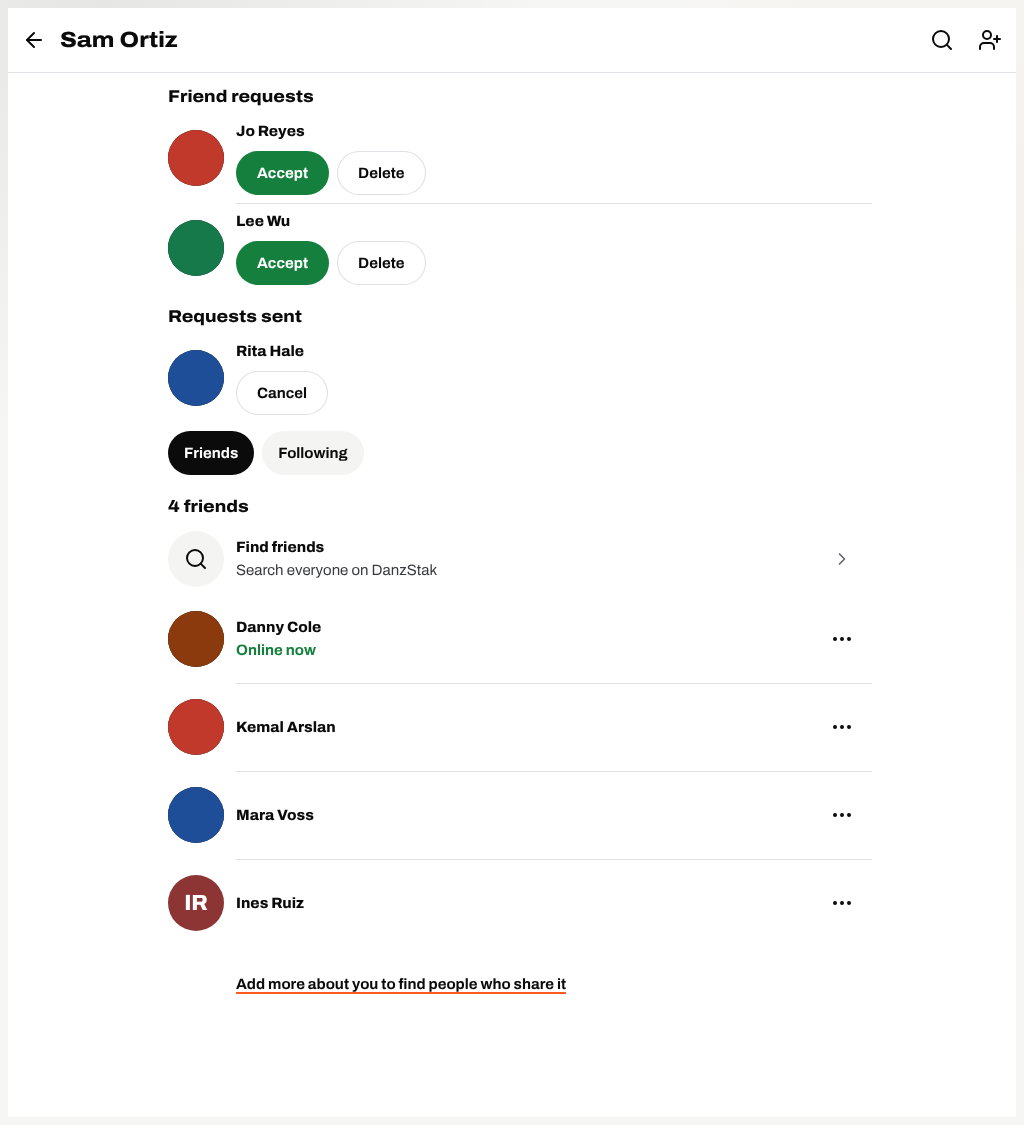 Sam Ortiz
Friend requests
Jo Reyes
Accept
Delete
Lee Wu
Accept
Delete
Requests sent
Rita Hale
Cancel
Friends
Following
4 friends
Find friends
Search everyone on DanzStak
Danny Cole
Online now
Kemal Arslan
Mara Voss
IR
Ines Ruiz
Add more about you to find people who share it